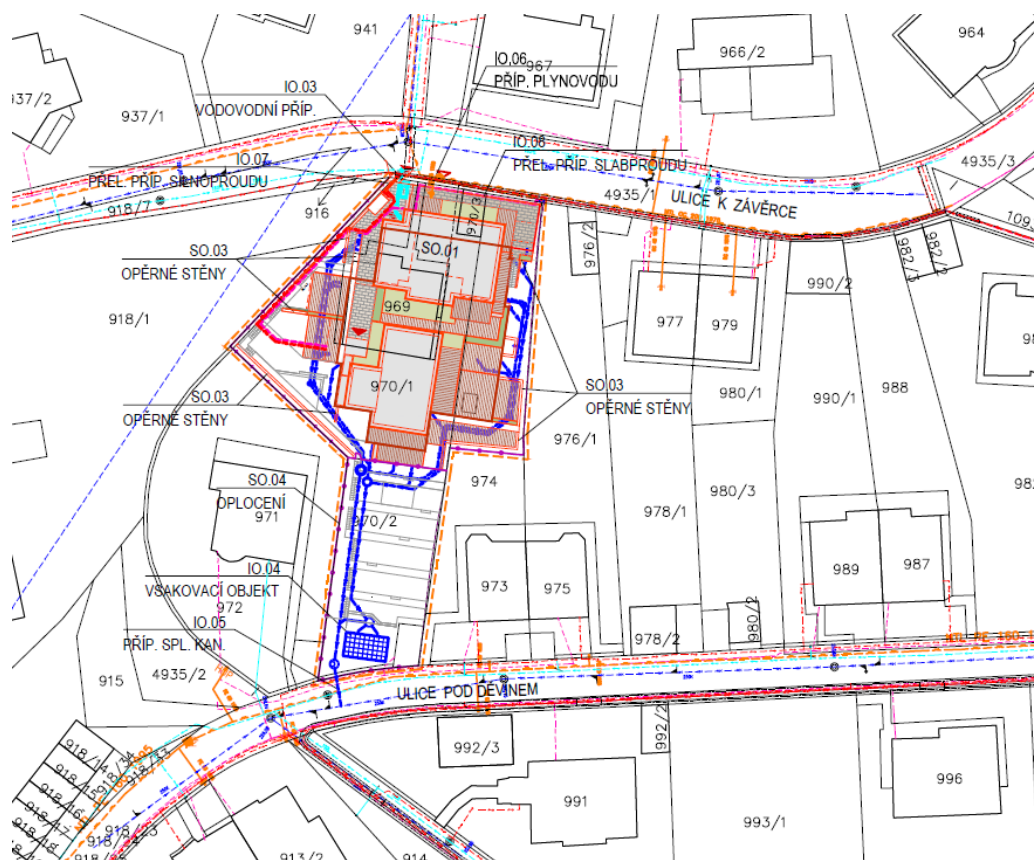 941
964
966/2
IO.06
967
PŘÍP. PLYNOVODU
937/2
IO.03
937/1
VODOVODNÍ PŘÍP.
IO.08
PŘEL. PŘÍP. SLABPROUDU
4935/3
IO.07
PŘEL. PŘÍP. SILNOPROUDU
4935/1
ULICE K ZÁVĚRCE
918/7
916
970/3
976/2
982/3
982/2
SO.03
OPĚRNÉ STĚNY
SO.01
990/2
969
918/1
977
979
970/1
SO.03
OPĚRNÉ STĚNY
988
980/1
990/1
SO.03
OPĚRNÉ STĚNY
976/1
974
SO.04
OPLOCENÍ
971
970/2
978/1
980/3
989
987
973
975
IO.04
VSAKOVACÍ OBJEKT
972
980/2
978/2
IO.05
PŘÍP. SPL. KAN.
915
4935/2
ULICE POD DĚVÍNEM
992/3
992/2
918/34
918/33
996
991
993/1
913/2
914